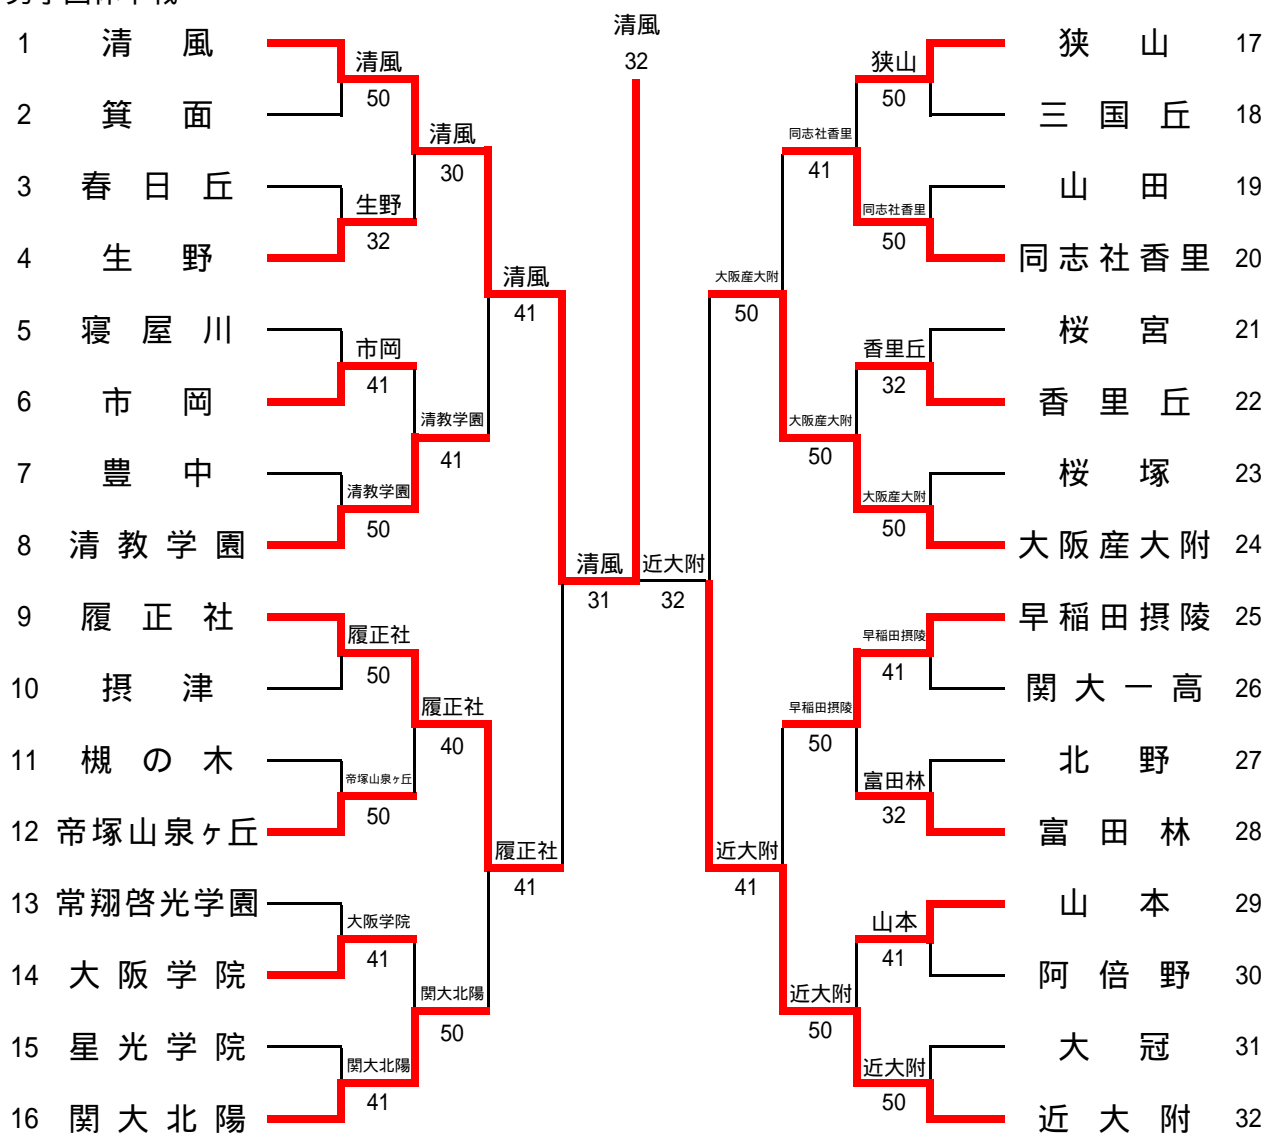 清風
32
1 清風
2 箕面
3 春日丘
4 生野
5 寝屋川
6 市岡
7 豊中
8 清教学園
9 履正社
10 摂津
11 槻の木
12 帝塚山泉ヶ丘
13 常翔啓光学園
14 大阪学院
15 星光学院
16 関大北陽
清風
50
生野
32
市岡
41
清教学園
50
履正社
50
帝塚山泉ヶ丘
50
大阪学院
41
関大北陽
41
清風
30
清教学園
41
履正社
40
関大北陽
50
清風
41
履正社
41
清風
31
近大附
32
大阪産大附
50
近大附
41
同志社香里
41
大阪産大附
50
早稲田摂陵
50
近大附
50
狭山
50
同志社香里
50
香里丘
32
大阪産大附
50
早稲田摂陵
41
富田林
32
山本
41
近大附
50
狭山 17
三国丘 18
山田 19
同志社香里 20
桜宮 21
香里丘 22
桜塚 23
大阪産大附 24
早稲田摂陵 25
関大一高 26
北野 27
富田林 28
山本 29
阿倍野 30
大冠 31
近大附 32